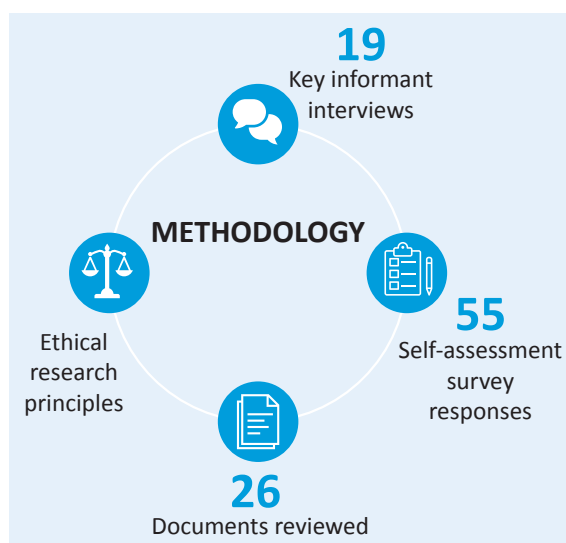 19
Key informant
interviews
METHODOLOGY
55
Self-assessment
survey
responses
Ethical
research
principles
26
Documents reviewed